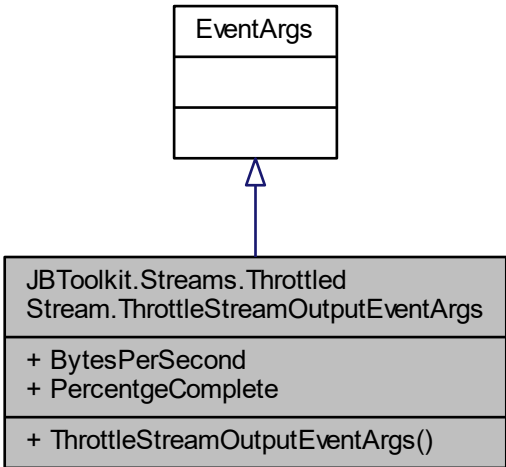 EventArgs
JBToolkit.Streams.Throttled
Stream.ThrottleStreamOutputEventArgs
+ BytesPerSecond
+ PercentgeComplete
+ ThrottleStreamOutputEventArgs()